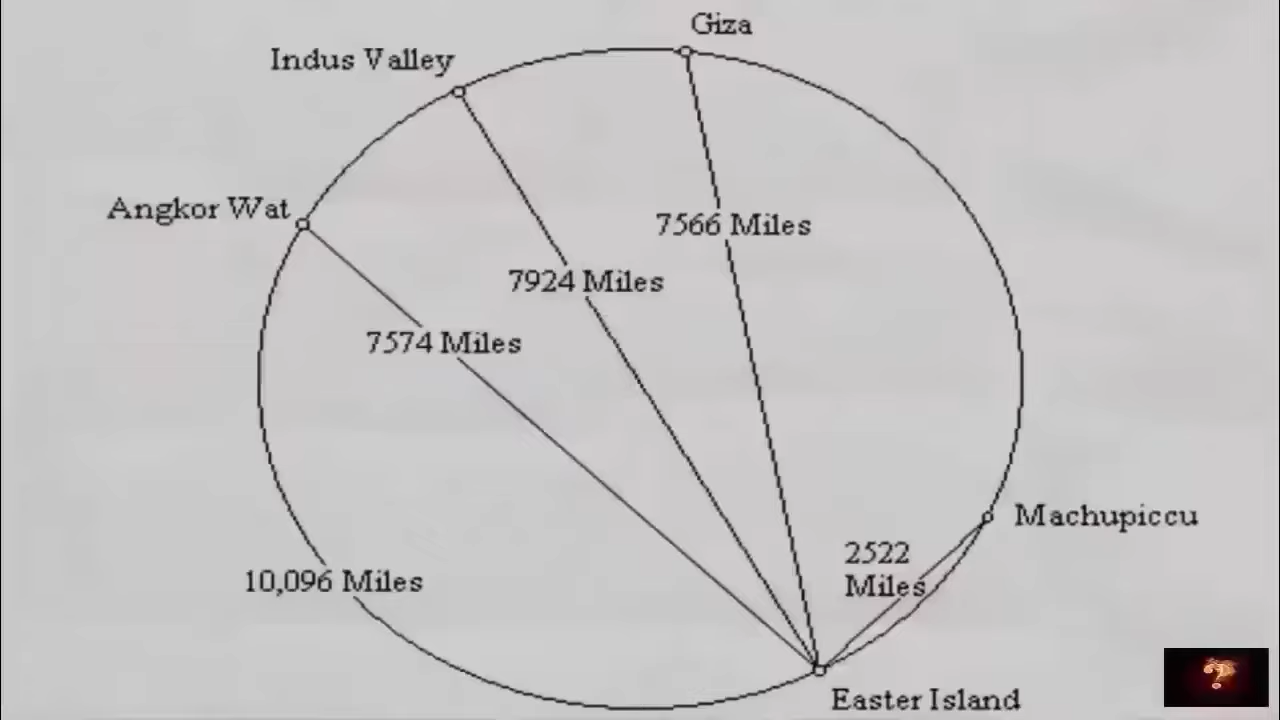 Giza
Indus Valley
Angkor Wat
7566 Miles
7924 Miles
7574 Miles
Machupiccu
2522
Miles
10,096 Miles
Easter Island
?